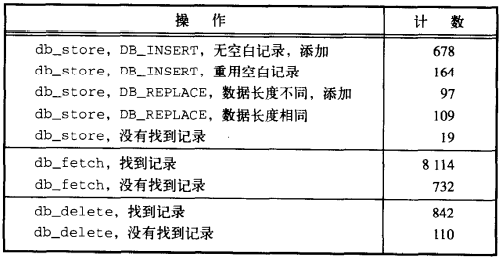 操 作 计 数
db_store, DB_INSERT, 无空白记录, 添加 678
db_store, DB_INSERT, 重用空白记录 164
db_store, DB_REPLACE, 数据长度不同, 添加 97
db_store, DB_REPLACE, 数据长度相同 109
db_store, 没有找到记录 19
db_fetch, 找到记录 8 114
db_fetch, 没有找到记录 732
db_delete, 找到记录 842
db_delete, 没有找到记录 110